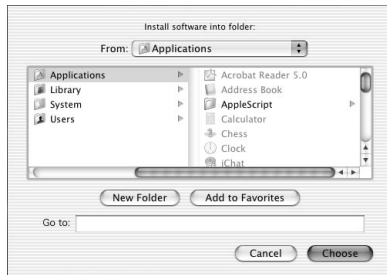 Install software into folder:
From: Applications
Applications
Library
System
Users
Acrobat Reader 5.0
Address Book
AppleScript
Calculator
Chess
Clock
iChat
New Folder
Add to Favorites
Go to:
Cancel
Choose